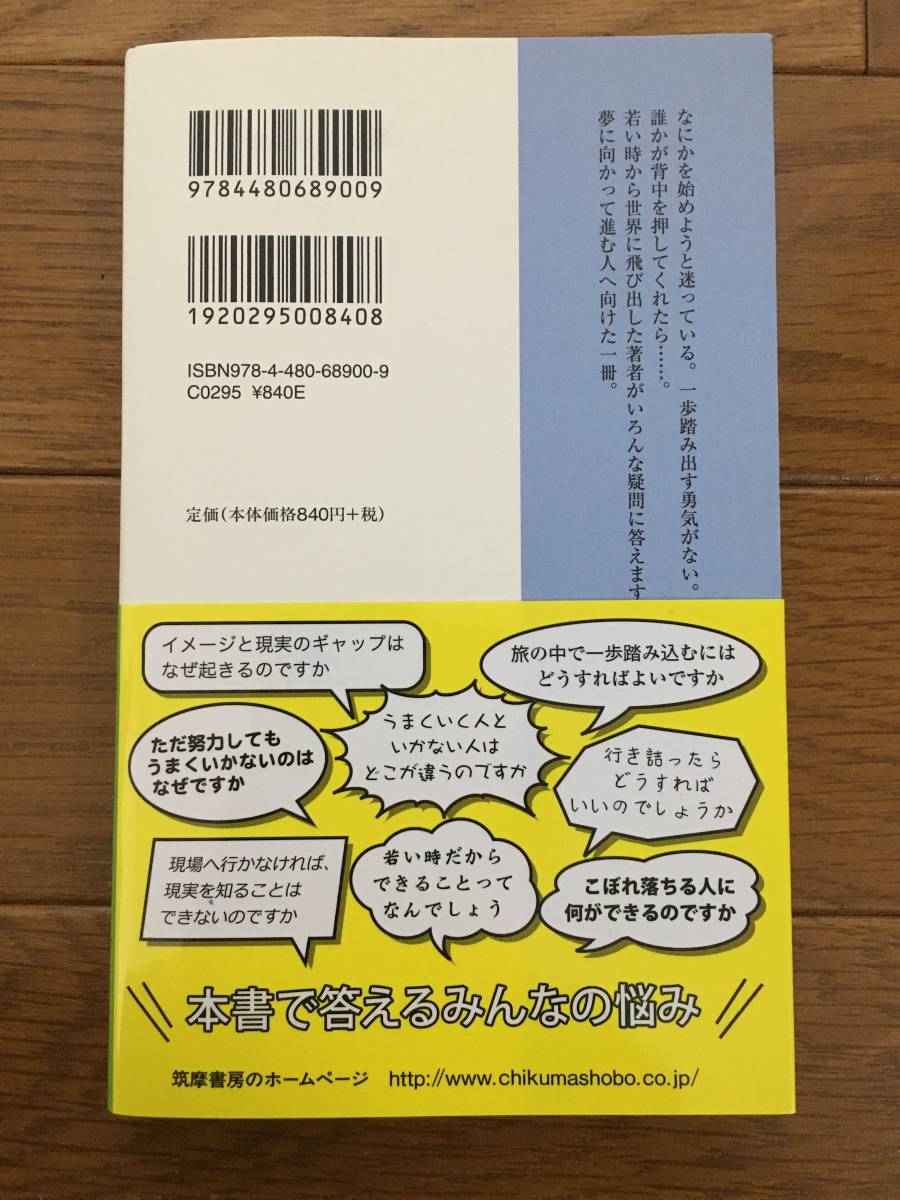 9784480689009
1920295008408
ISBN978-4-480-68900-9
C0295 ¥840E
定価(本体価格840円+税)
なにかを始めようと迷っている。一歩踏み出す勇気がない。
誰かが背中を押してくれたら……。
若い時から世界に飛び出した著者がいろんな疑問に答えます
夢に向かって進む人へ向けた一冊。
イメージと現実のギャップは
なぜ起きるのですか
旅の中で一歩踏み込むには
どうすればよいですか
うまくいく人と
いかない人は
どこが違うのですか
ただ努力しても
うまくいかないのは
なぜですか
行き詰ったら
どうすれば
いいのでしょうか
現場へ行かなければ、
現実を知ることは
できないのですか
若い時だから
できることって
なんでしょう
こぼれ落ちる人に
何ができるのですか
本書で答えるみんなの悩み
筑摩書房のホームページ http://www.chikumashobo.co.jp/